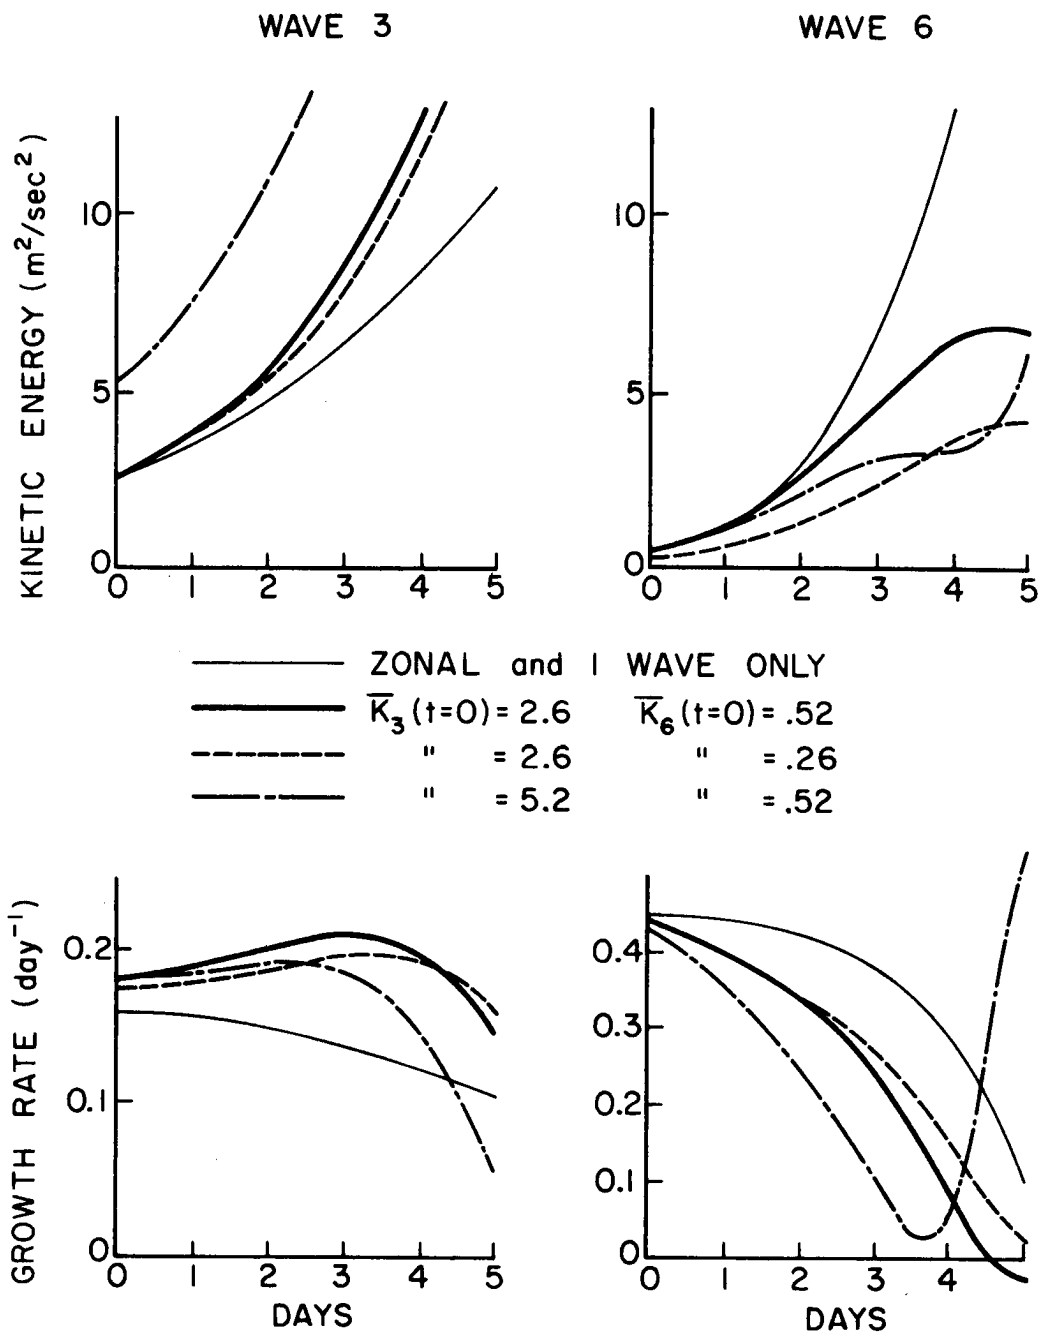 WAVE 3
WAVE 6
KINETIC ENERGY (m²/sec²)
10
5
0
0 1 2 3 4 5
10
5
0
0 1 2 3 4 5
ZONAL and 1 WAVE ONLY
K̅₃ (t=0) = 2.6 K̅₆ (t=0) = .52
" = 2.6 " = .26
" = 5.2 " = .52
GROWTH RATE (day⁻¹)
0.2
0.1
0
0 1 2 3 4 5
DAYS
0.4
0.3
0.2
0.1
0
0 1 2 3 4 5
DAYS